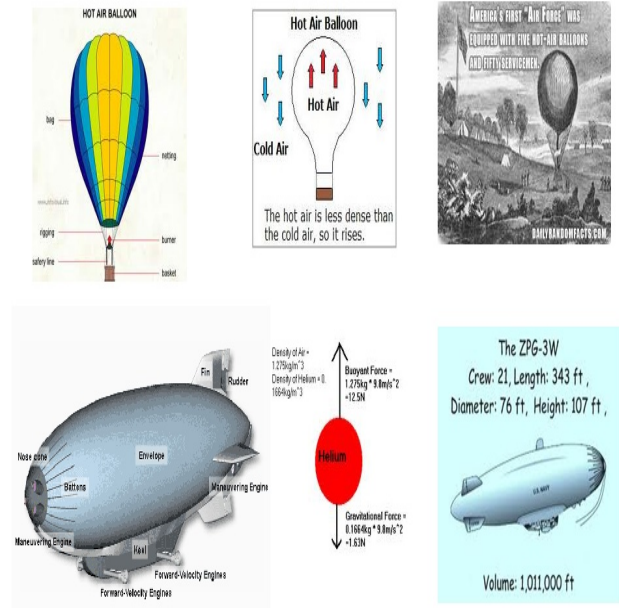 HOT AIR BALLOON
bag
netting
rigging
burner
safety line
basket
Hot Air Balloon
Hot Air
Cold Air
The hot air is less dense than
the cold air, so it rises.
AMERICA'S FIRST "AIR FORCE" WAS
EQUIPPED WITH FIVE HOT-AIR BALLOONS
AND FIFTY SERVICEMEN.
DAILYRANDOMFACTS.COM
Fin
Rudder
Nose cone
Envelope
Battens
Maneuvering Engine
Maneuvering Engine
Keel
Forward-Velocity Engines
Forward-Velocity Engines
Density of Air =
1.275kg/m^3
Density of Helium = 0.
1664kg/m^3
Buoyant Force =
1.275kg * 9.8m/s^2
=12.5N
Helium
Gravitational Force =
0.1664kg * 9.8m/s^2
=1.63N
The ZPG-3W
Crew: 21, Length: 343 ft ,
Diameter: 76 ft, Height: 107 ft ,
U.S. NAVY
Volume: 1,011,000 ft